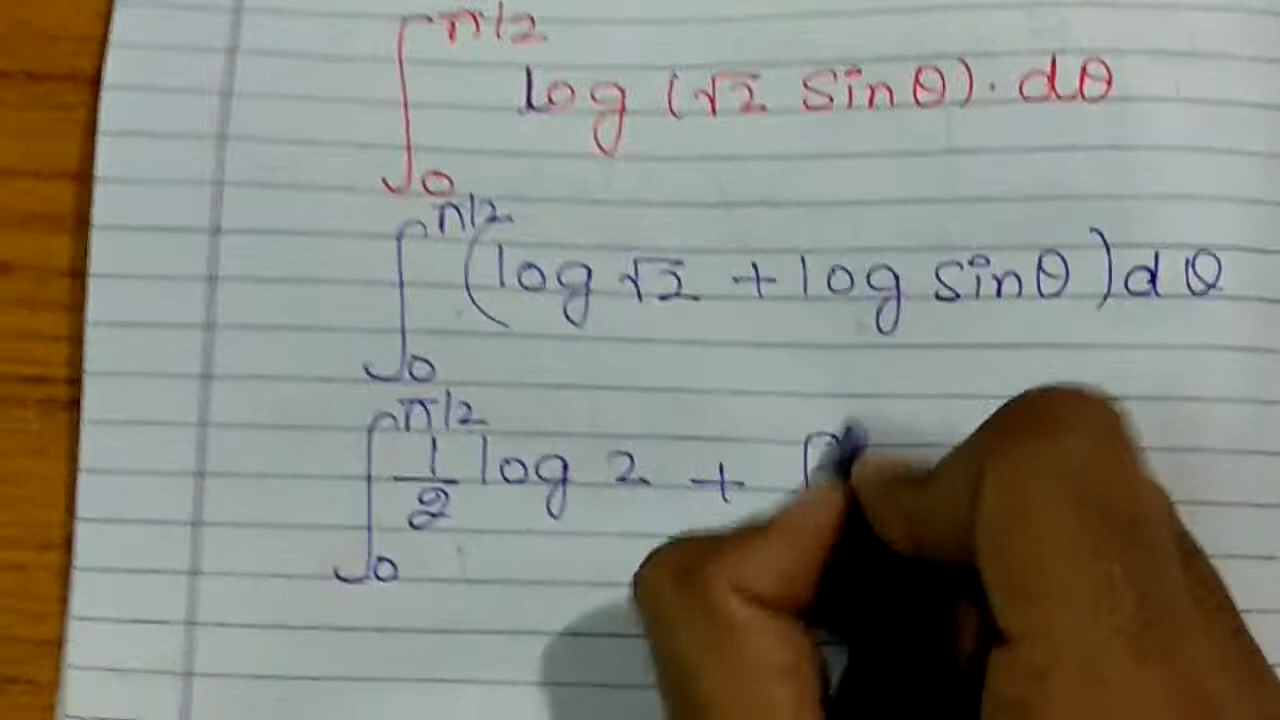 ∫₀^π/2 log (√2 sinθ) · dθ
∫₀^π/2 (log √2 + log sinθ) dθ
∫₀^π/2 1/2 log 2 + ∫